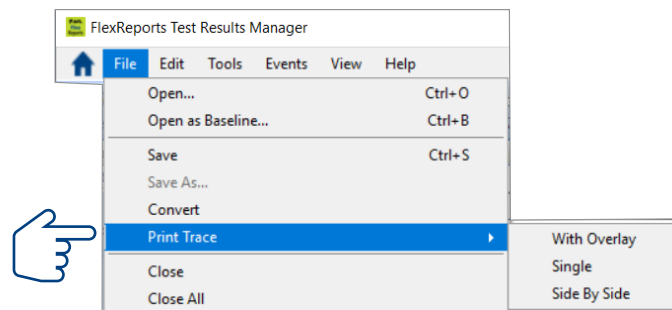 FlexReports Test Results Manager
File Edit Tools Events View Help
Open... Ctrl+O
Open as Baseline... Ctrl+B
Save Ctrl+S
Save As...
Convert
Print Trace
With Overlay
Single
Side By Side
Close
Close All